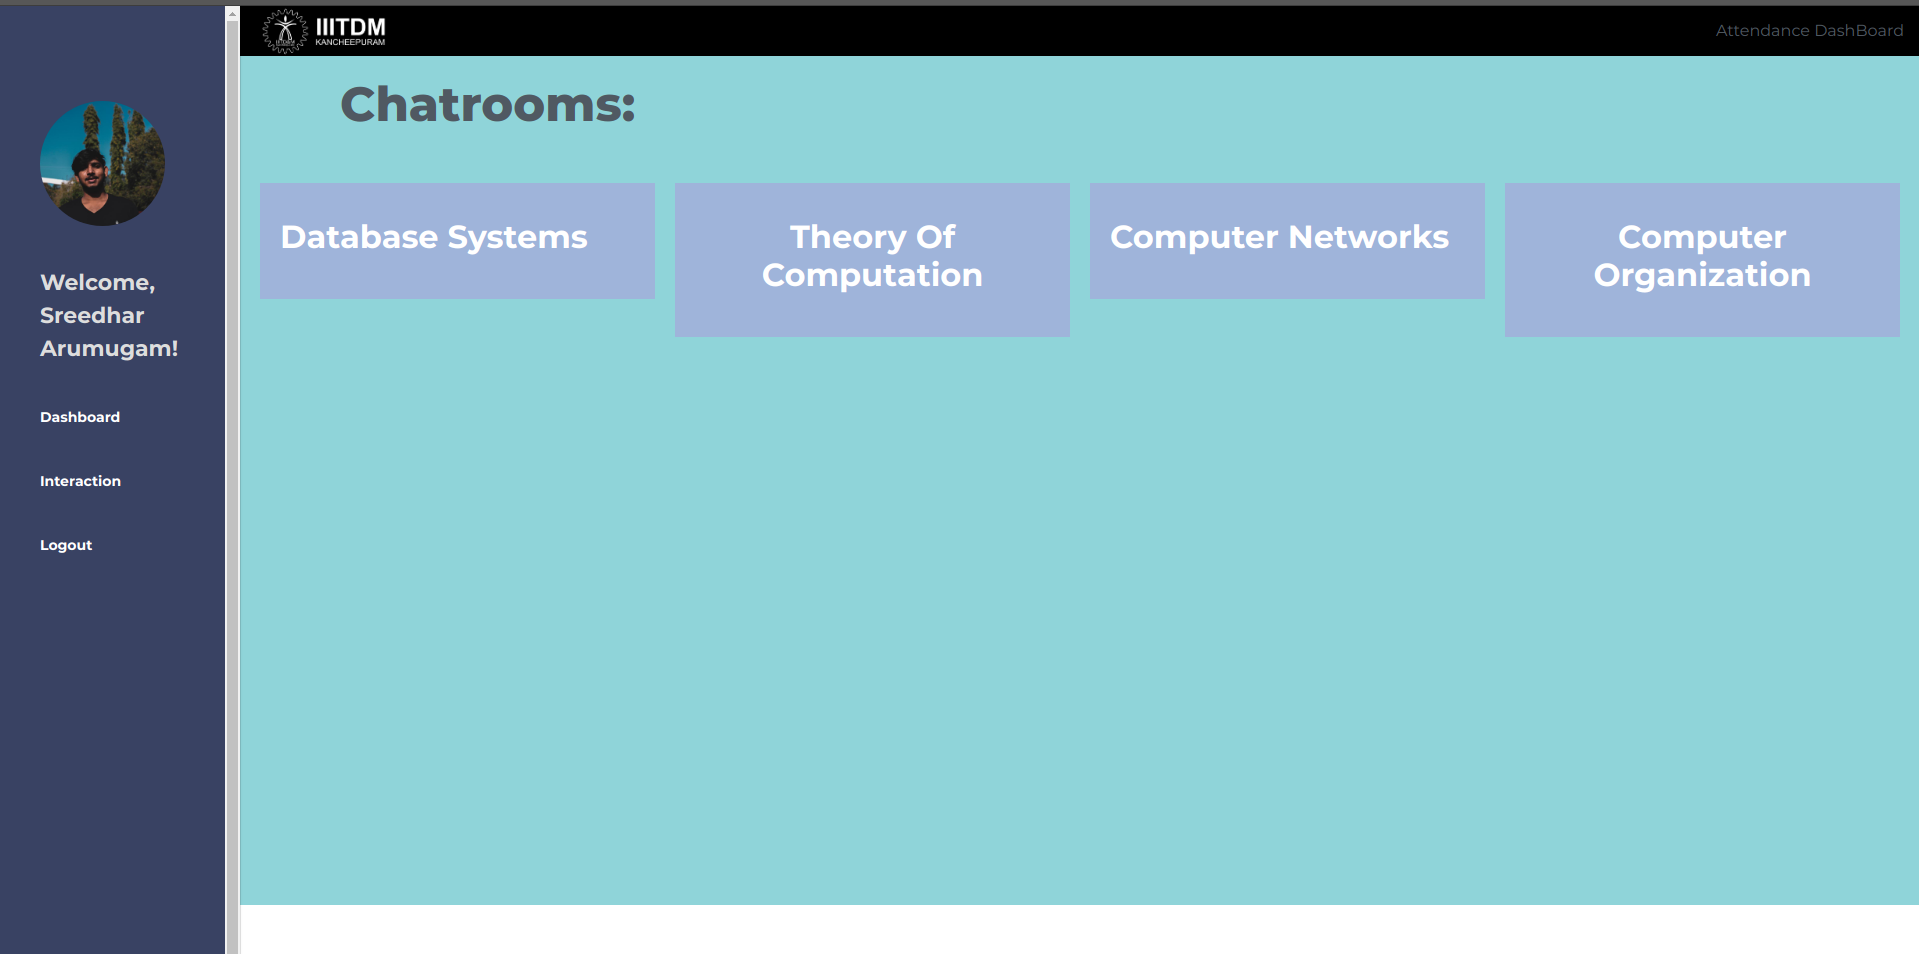 IIITDM
KANCHEEPURAM
Attendance DashBoard
Welcome,
Sreedhar
Arumugam!
Dashboard
Interaction
Logout
Chatrooms:
Database Systems
Theory Of
Computation
Computer Networks
Computer
Organization